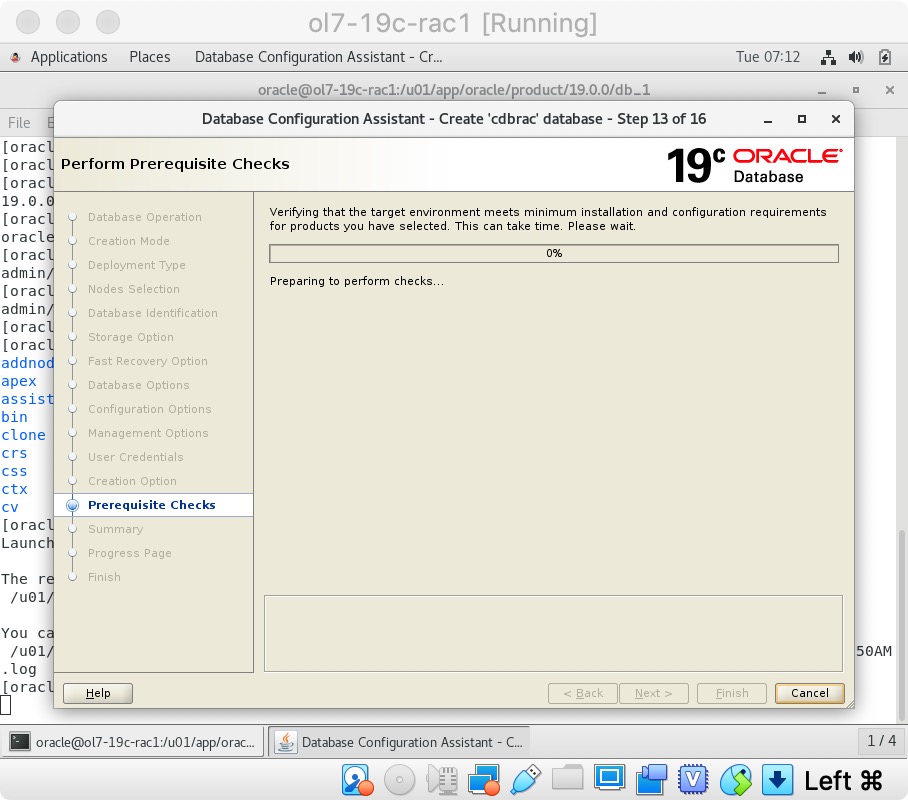 ol7-19c-rac1 [Running]
Applications Places Database Configuration Assistant - Cr... Tue 07:12
oracle@ol7-19c-rac1:/u01/app/oracle/product/19.0.0/db_1
File E
Database Configuration Assistant - Create 'cdbrac' database - Step 13 of 16
Perform Prerequisite Checks
19c ORACLE
Database
Database Operation
Creation Mode
Deployment Type
Nodes Selection
Database Identification
Storage Option
Fast Recovery Option
Database Options
Configuration Options
Management Options
User Credentials
Creation Option
Prerequisite Checks
Summary
Progress Page
Finish
Verifying that the target environment meets minimum installation and configuration requirements
for products you have selected. This can take time. Please wait.
0%
Preparing to perform checks...
[oracl
[oracl
[oracl
19.0.0
[oracl
oracle
[oracl
admin/
[oracl
admin/
[oracl
[oracl
addnod
apex
assist
bin
clone
crs
css
ctx
cv
[oracl
Launch
The re
/u01/
You ca
/u01/ 50AM
.log
[oracl
Help < Back Next > Finish Cancel
oracle@ol7-19c-rac1:/u01/app/orac... Database Configuration Assistant - C... 1 / 4
V Left ⌘